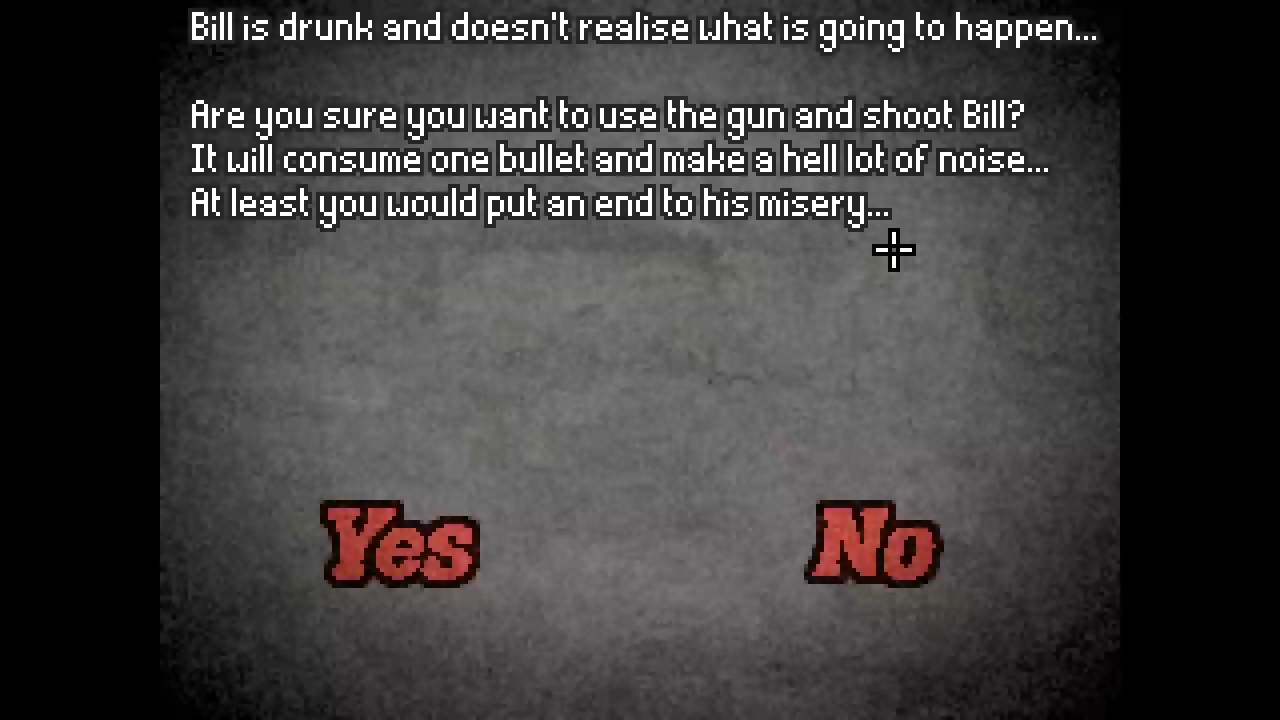 Bill is drunk and doesn't realise what is going to happen...
Are you sure you want to use the gun and shoot Bill?
It will consume one bullet and make a hell lot of noise...
At least you would put an end to his misery...
Yes No